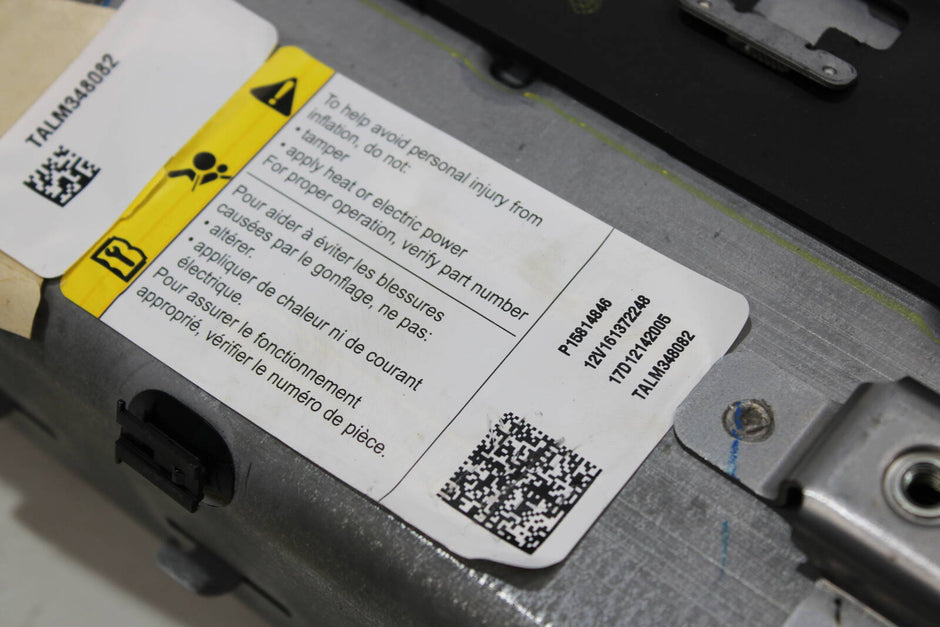 TALM348082
To help avoid personal injury from
inflation, do not:
• tamper
• apply heat or electric power
For proper operation, verify part number
Pour aider à éviter les blessures
causées par le gonflage, ne pas:
• altérer.
• appliquer de chaleur ni de courant
électrique.
Pour assurer le fonctionnement
approprié, vérifier le numéro de pièce.
P15814846
12V161372248
17D12142005
TALM348082